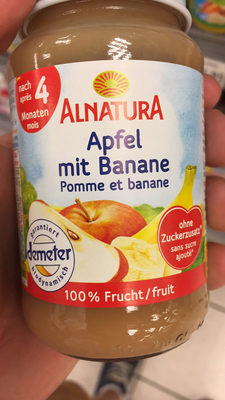 nach
après 4
Monaten
mois
ALNATURA
Apfel
mit Banane
Pomme et banane
ohne
Zuckerzusatz*
sans sucre
ajouté*
garantiert
demeter
biodynamisch
100% Frucht/fruit